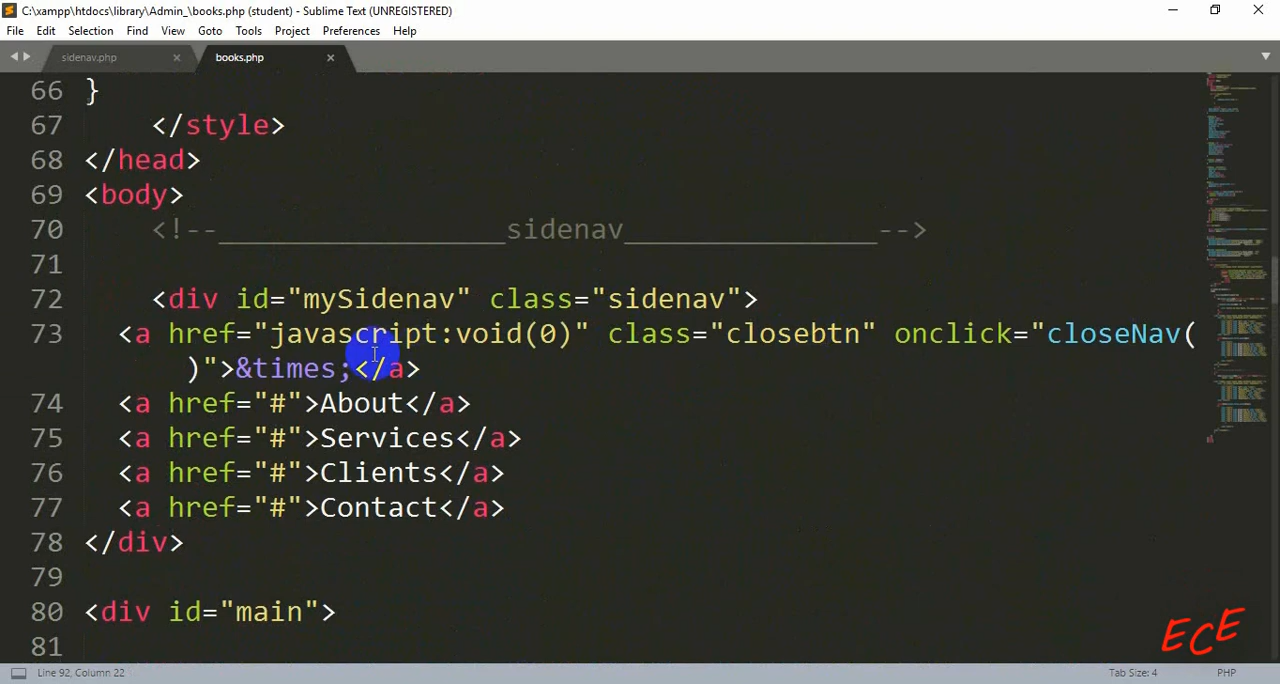 C:\xampp\htdocs\library\Admin_\books.php (student) - Sublime Text (UNREGISTERED)
File Edit Selection Find View Goto Tools Project Preferences Help
sidenav.php × books.php ×
66 }
67 </style>
68 </head>
69 <body>
70 <!--_________________sidenav_______________-->
71
72 <div id="mySidenav" class="sidenav">
73 <a href="javascript:void(0)" class="closebtn" onclick="closeNav(
)">&times;</a>
74 <a href="#">About</a>
75 <a href="#">Services</a>
76 <a href="#">Clients</a>
77 <a href="#">Contact</a>
78 </div>
79
80 <div id="main">
81
ECE
Line 92, Column 22 Tab Size: 4 PHP